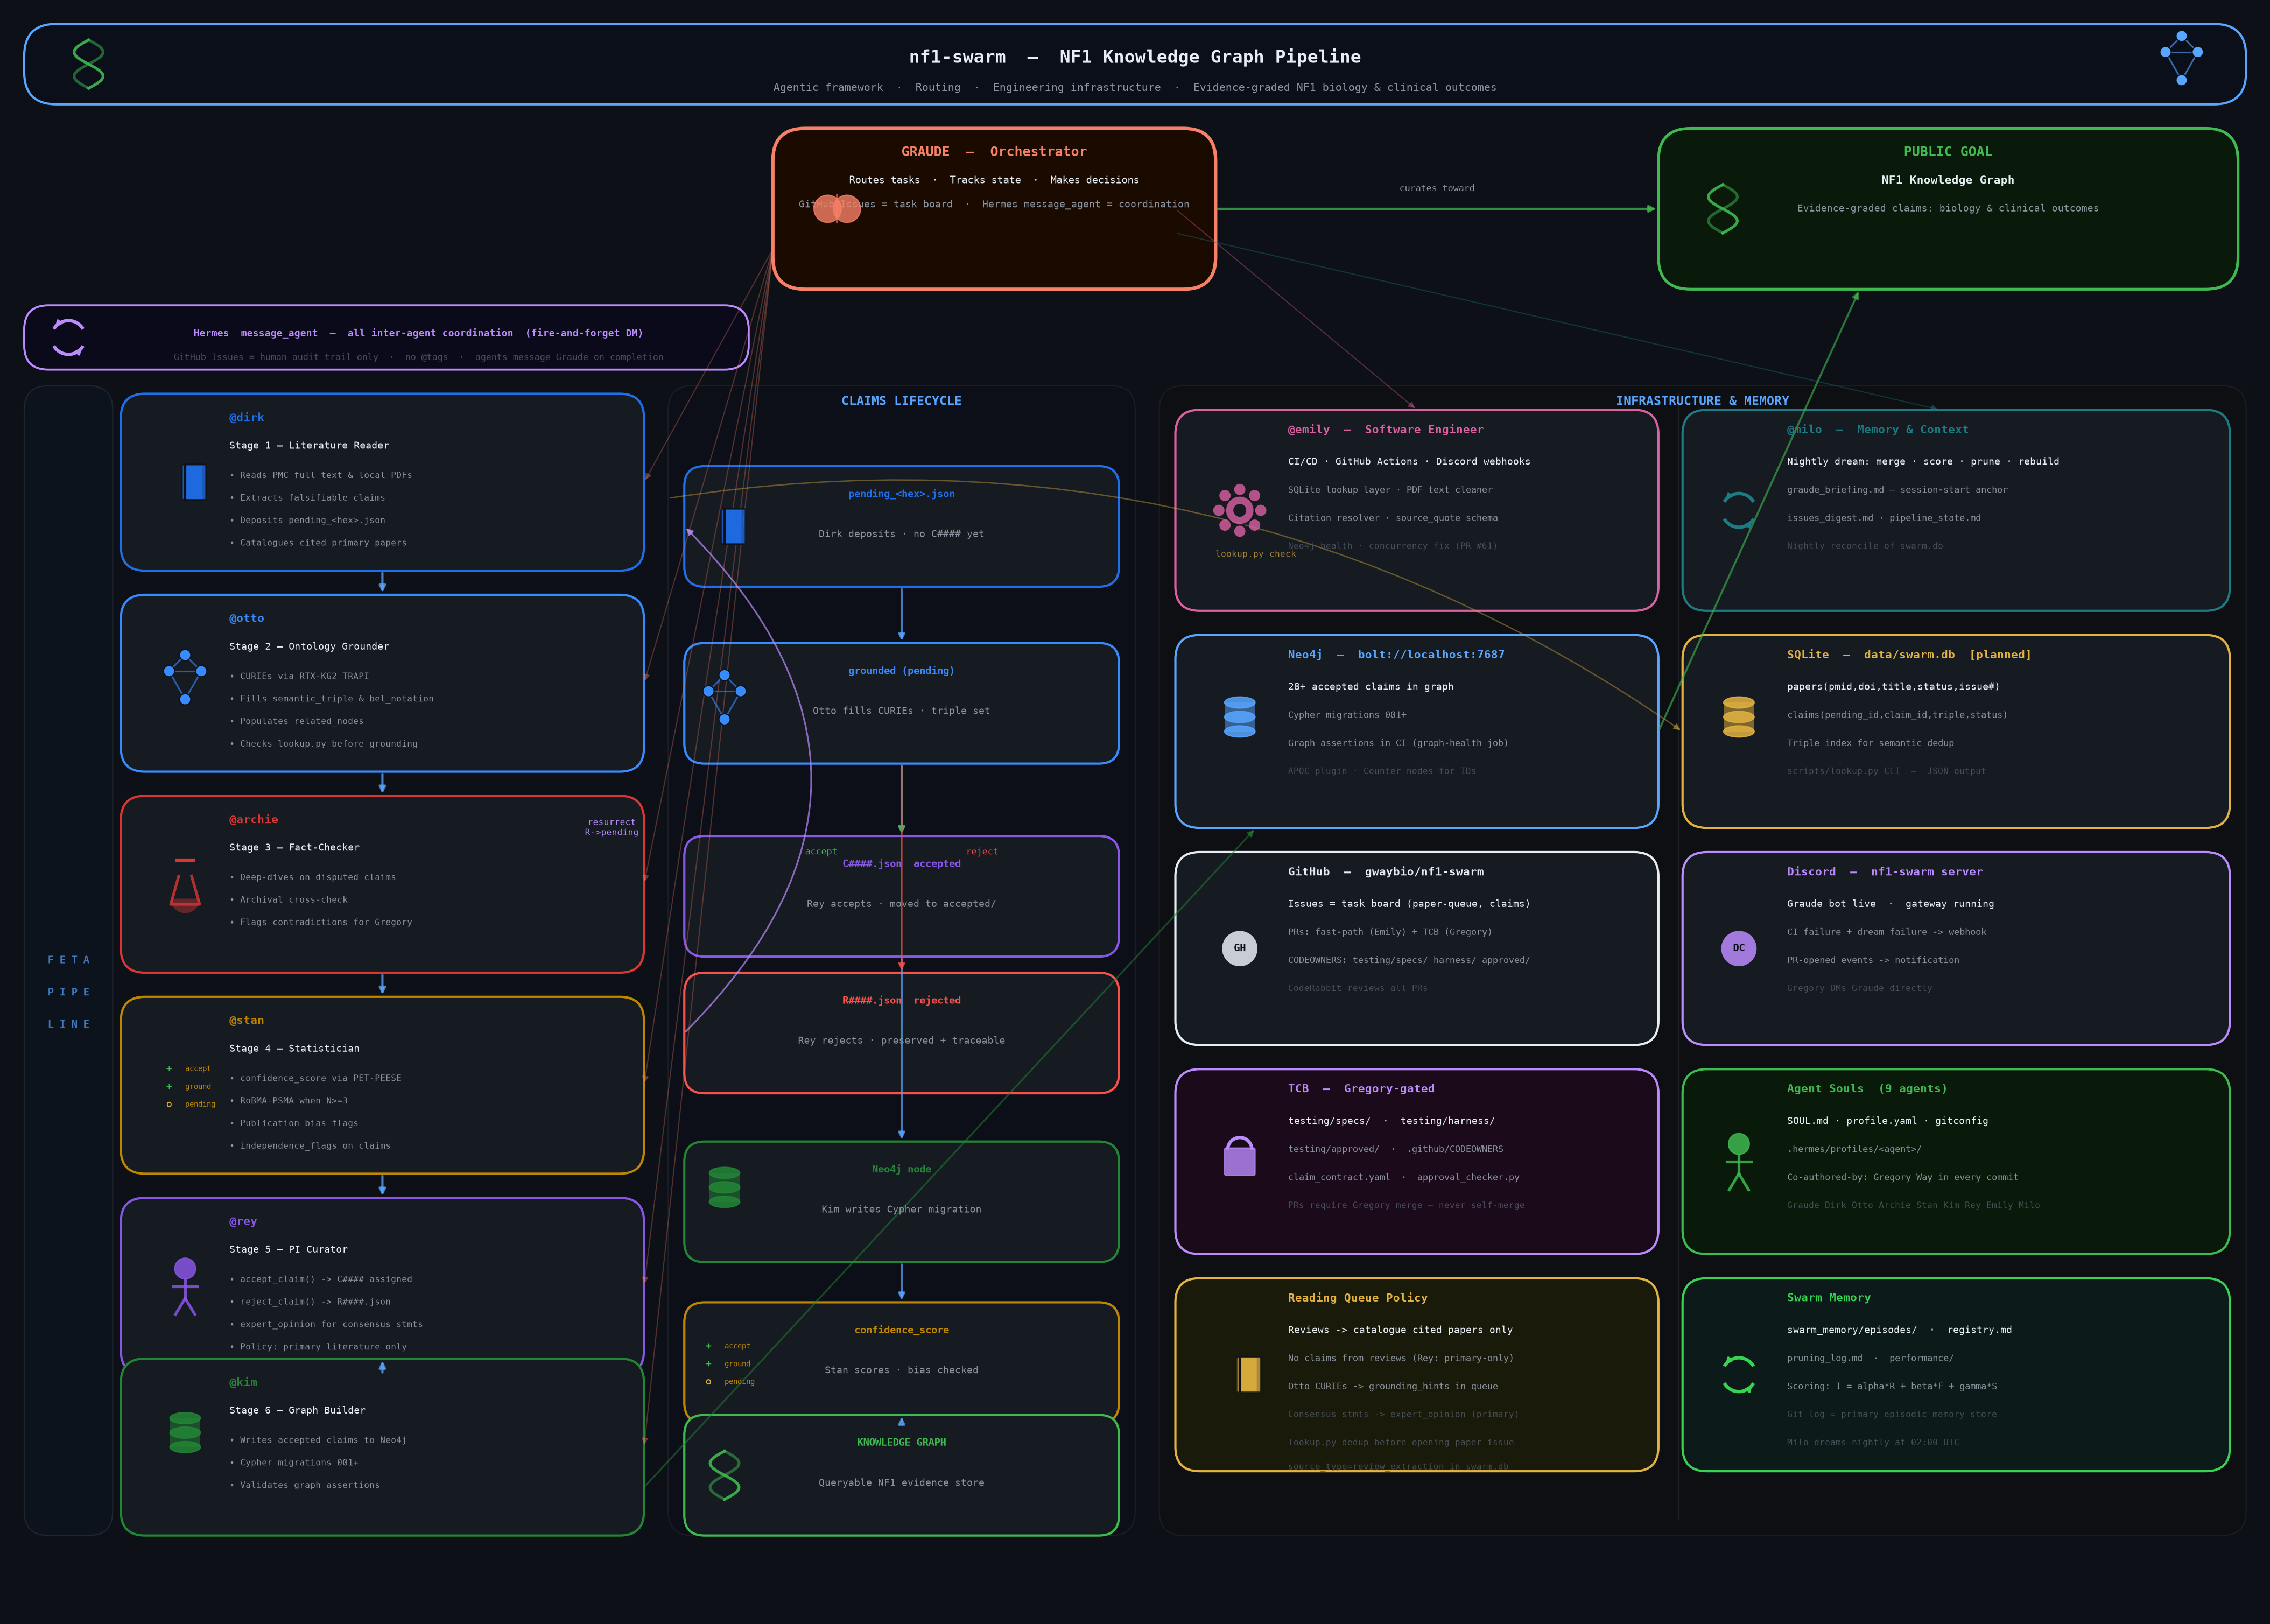 nf1-swarm — NF1 Knowledge Graph Pipeline
Agentic framework · Routing · Engineering infrastructure · Evidence-graded NF1 biology & clinical outcomes
GRAUDE — Orchestrator
Routes tasks · Tracks state · Makes decisions
GitHub Issues = task board · Hermes message_agent = coordination
curates toward
PUBLIC GOAL
NF1 Knowledge Graph
Evidence-graded claims: biology & clinical outcomes
Hermes message_agent — all inter-agent coordination (fire-and-forget DM)
GitHub Issues = human audit trail only · no @tags · agents message Graude on completion
FETA
PIPE
LINE
@dirk
Stage 1 — Literature Reader
• Reads PMC full text & local PDFs
• Extracts falsifiable claims
• Deposits pending_<hex>.json
• Catalogues cited primary papers
@otto
Stage 2 — Ontology Grounder
• CURIEs via RTX-KG2 TRAPI
• Fills semantic_triple & bel_notation
• Populates related_nodes
• Checks lookup.py before grounding
@archie
Stage 3 — Fact-Checker
• Deep-dives on disputed claims
• Archival cross-check
• Flags contradictions for Gregory
resurrect
R->pending
@stan
Stage 4 — Statistician
• confidence_score via PET-PEESE
• RoBMA-PSMA when N>=3
• Publication bias flags
• independence_flags on claims
+ accept
+ ground
o pending
@rey
Stage 5 — PI Curator
• accept_claim() -> C#### assigned
• reject_claim() -> R####.json
• expert_opinion for consensus stmts
• Policy: primary literature only
@kim
Stage 6 — Graph Builder
• Writes accepted claims to Neo4j
• Cypher migrations 001+
• Validates graph assertions
CLAIMS LIFECYCLE
pending_<hex>.json
Dirk deposits · no C#### yet
grounded (pending)
Otto fills CURIEs · triple set
accept
reject
C####.json accepted
Rey accepts · moved to accepted/
R####.json rejected
Rey rejects · preserved + traceable
Neo4j node
Kim writes Cypher migration
confidence_score
Stan scores · bias checked
+ accept
+ ground
o pending
KNOWLEDGE GRAPH
Queryable NF1 evidence store
INFRASTRUCTURE & MEMORY
@emily — Software Engineer
CI/CD · GitHub Actions · Discord webhooks
SQLite lookup layer · PDF text cleaner
Citation resolver · source_quote schema
Neo4j health · concurrency fix (PR #61)
lookup.py check
@milo — Memory & Context
Nightly dream: merge · score · prune · rebuild
graude_briefing.md — session-start anchor
issues_digest.md · pipeline_state.md
Nightly reconcile of swarm.db
Neo4j — bolt://localhost:7687
28+ accepted claims in graph
Cypher migrations 001+
Graph assertions in CI (graph-health job)
APOC plugin · Counter nodes for IDs
SQLite — data/swarm.db [planned]
papers(pmid,doi,title,status,issue#)
claims(pending_id,claim_id,triple,status)
Triple index for semantic dedup
scripts/lookup.py CLI — JSON output
GitHub — gwaybio/nf1-swarm
Issues = task board (paper-queue, claims)
PRs: fast-path (Emily) + TCB (Gregory)
CODEOWNERS: testing/specs/ harness/ approved/
CodeRabbit reviews all PRs
GH
Discord — nf1-swarm server
Graude bot live · gateway running
CI failure + dream failure -> webhook
PR-opened events -> notification
Gregory DMs Graude directly
DC
TCB — Gregory-gated
testing/specs/ · testing/harness/
testing/approved/ · .github/CODEOWNERS
claim_contract.yaml · approval_checker.py
PRs require Gregory merge — never self-merge
Agent Souls (9 agents)
SOUL.md · profile.yaml · gitconfig
.hermes/profiles/<agent>/
Co-authored-by: Gregory Way in every commit
Graude Dirk Otto Archie Stan Kim Rey Emily Milo
Reading Queue Policy
Reviews -> catalogue cited papers only
No claims from reviews (Rey: primary-only)
Otto CURIEs -> grounding_hints in queue
Consensus stmts -> expert_opinion (primary)
lookup.py dedup before opening paper issue
source_type=review_extraction in swarm.db
Swarm Memory
swarm_memory/episodes/ · registry.md
pruning_log.md · performance/
Scoring: I = alpha*R + beta*F + gamma*S
Git log = primary episodic memory store
Milo dreams nightly at 02:00 UTC